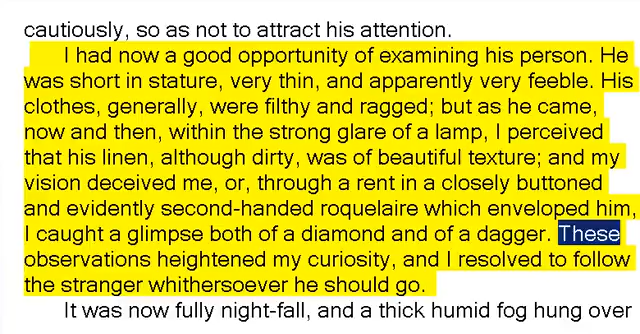 cautiously, so as not to attract his attention.
I had now a good opportunity of examining his person. He
was short in stature, very thin, and apparently very feeble. His
clothes, generally, were filthy and ragged; but as he came,
now and then, within the strong glare of a lamp, I perceived
that his linen, although dirty, was of beautiful texture; and my
vision deceived me, or, through a rent in a closely buttoned
and evidently second-handed roquelaire which enveloped him,
I caught a glimpse both of a diamond and of a dagger. These
observations heightened my curiosity, and I resolved to follow
the stranger whithersoever he should go.
It was now fully night-fall, and a thick humid fog hung over